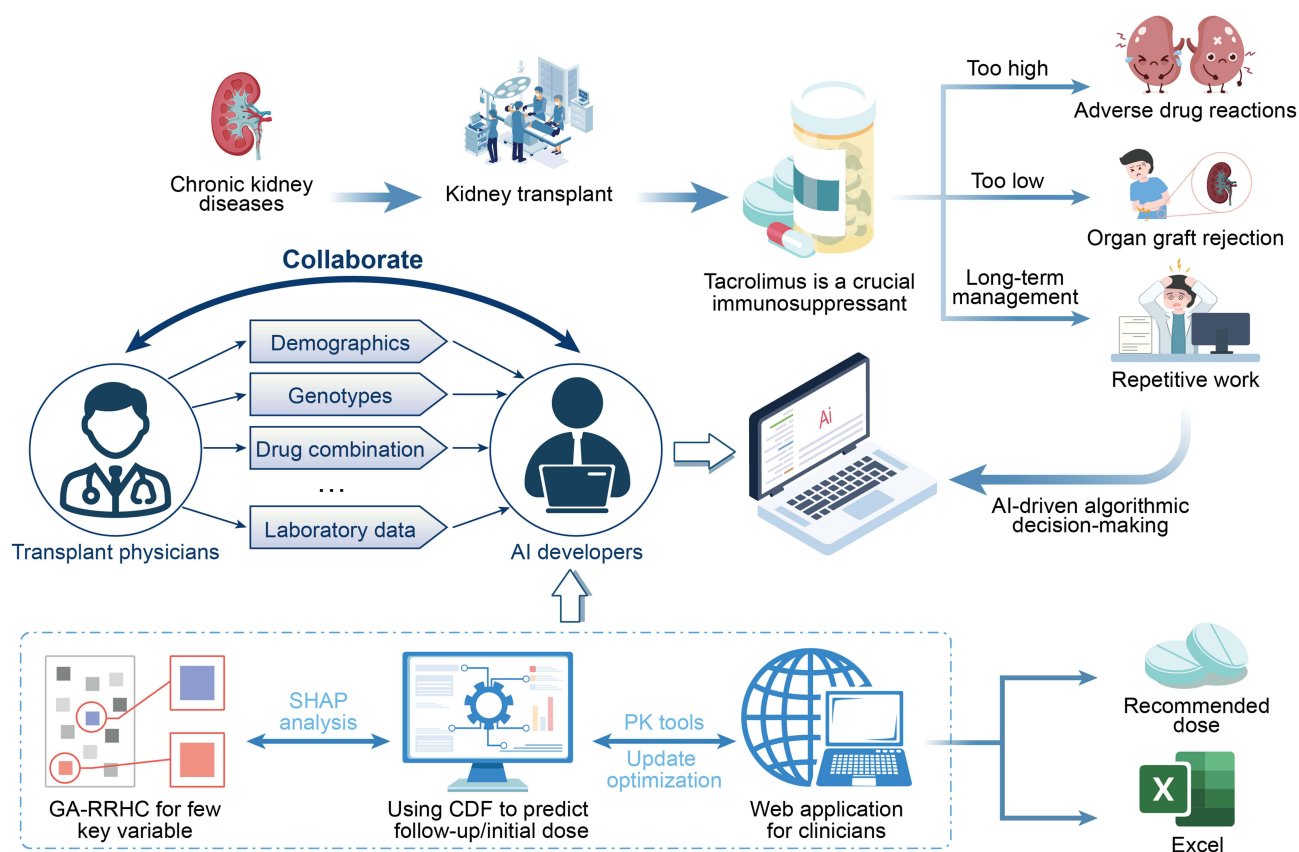 Too high
Adverse drug reactions
Chronic kidney
diseases
Kidney transplant
Too low
Organ graft rejection
Tacrolimus is a crucial
immunosuppressant
Long-term
management
Repetitive work
Collaborate
Demographics
Genotypes
Drug combination
...
Laboratory data
Transplant physicians
AI developers
Ai
AI-driven algorithmic
decision-making
SHAP
analysis
PK tools
Update
optimization
GA-RRHC for few
key variable
Using CDF to predict
follow-up/initial dose
Web application
for clinicians
Recommended
dose
X
Excel